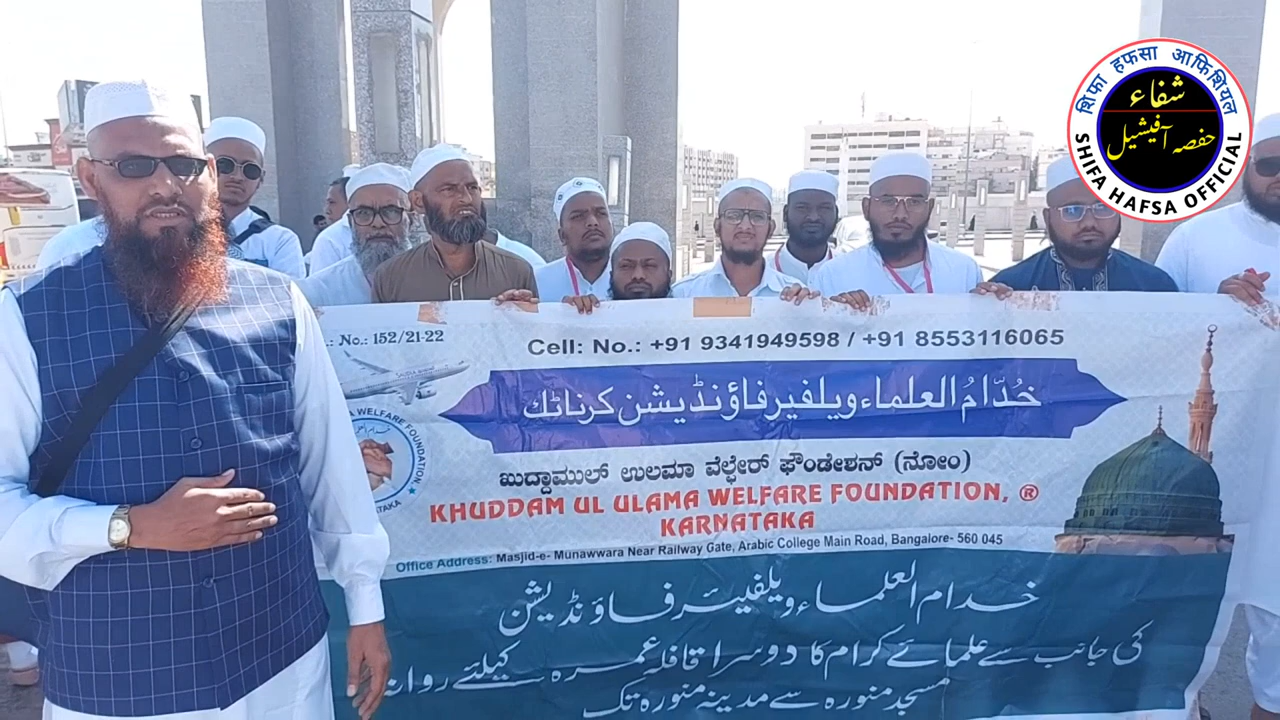 शिफा हफसा आफिशियल
شفاء
حفصہ آفیشیل
SHIFA HAFSA OFFICIAL
No.: 152/21-22
Cell: No.: +91 9341949598 / +91 8553116065
خُدّامُ العلماء ویلفیر فاؤنڈیشن کرناٹك
ಖುದ್ದಾಮುಲ್ ಉಲಮಾ ವೆಲ್ಫೇರ್ ಫೌಂಡೇಶನ್ (ನೋಂ)
KHUDDAM UL ULAMA WELFARE FOUNDATION, ®
KARNATAKA
Office Address: Masjid-e- Munawwara Near Railway Gate, Arabic College Main Road, Bangalore- 560 045
WELFARE FOUNDATION
خدام العلماء ویلفیئر فاؤنڈیشن
کی جانب سے علمائے کرام کا دوسرا قافلہ عمرہ کیلئے روانہ
مسجد منورہ سے مدینہ منورہ تک